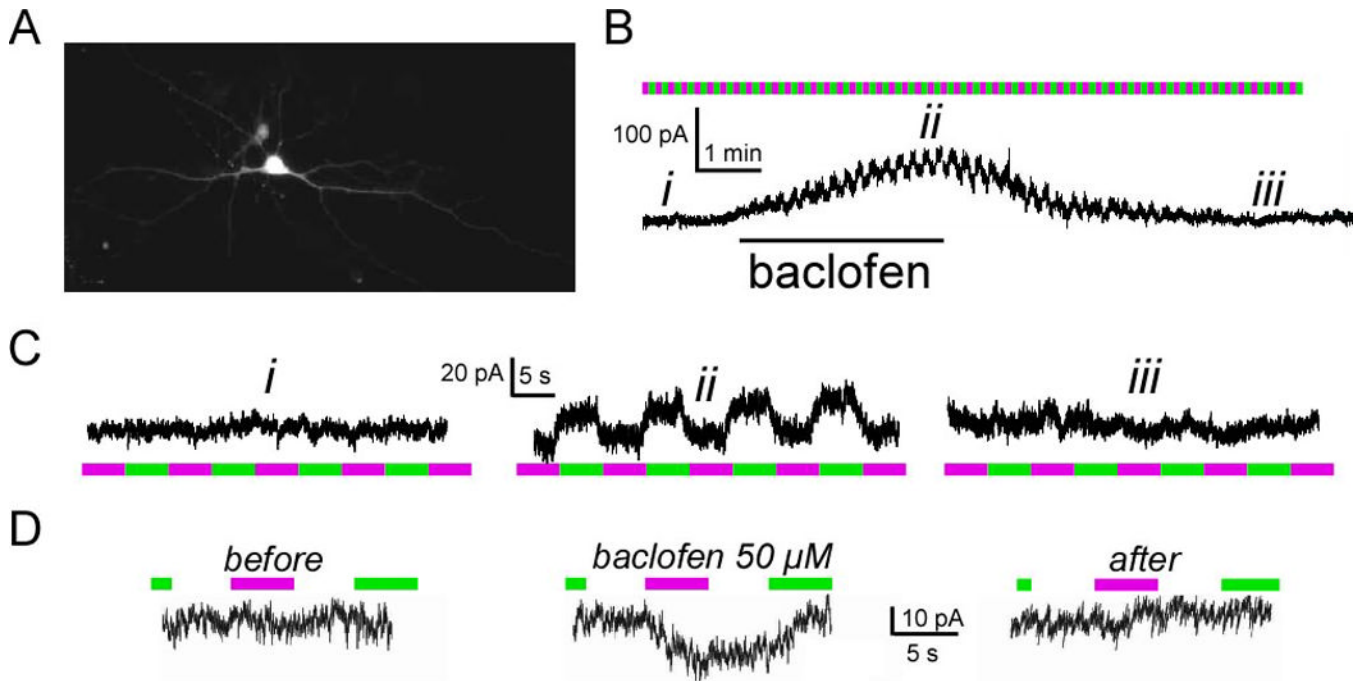 A
B
100 pA
1 min
i
ii
iii
baclofen
C
i
20 pA
5 s
ii
iii
D
before
baclofen 50 µM
after
10 pA
5 s